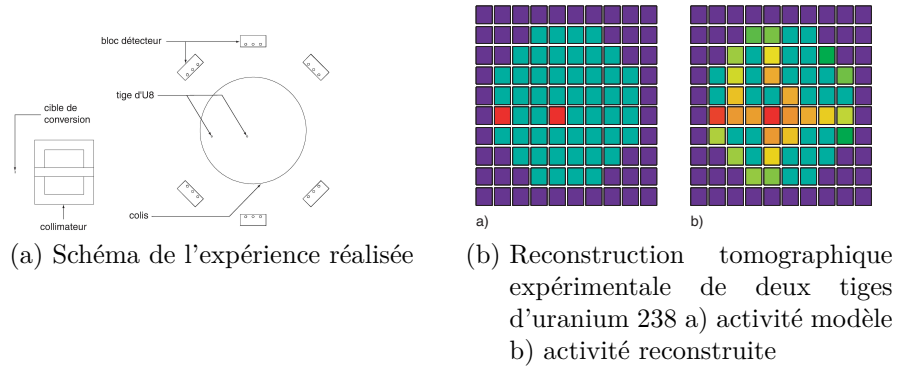 bloc détecteur
tige d'U8
cible de
conversion
colis
collimateur
(a) Schéma de l'expérience réalisée
a)
b)
(b) Reconstruction tomographique
expérimentale de deux tiges
d'uranium 238 a) activité modèle
b) activité reconstruite